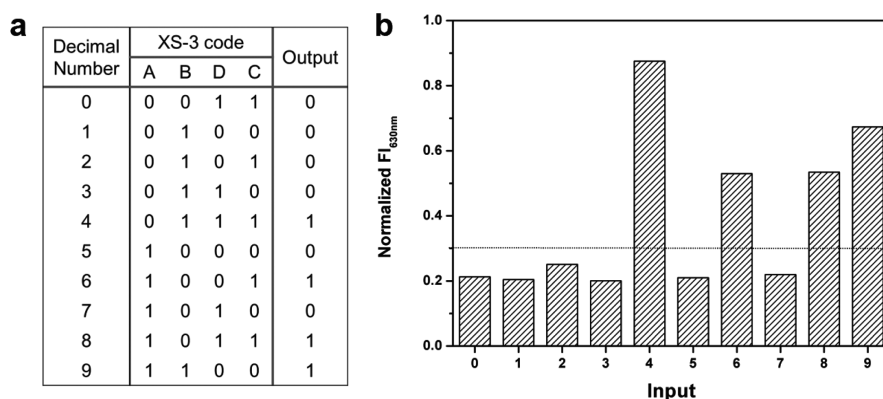 a
Decimal Number XS-3 code Output
A B D C
0 0 0 1 1 0
1 0 1 0 0 0
2 0 1 0 1 0
3 0 1 1 0 0
4 0 1 1 1 1
5 1 0 0 0 0
6 1 0 0 1 1
7 1 0 1 0 0
8 1 0 1 1 1
9 1 1 0 0 1
b
Normalized FI630nm
1.0
0.8
0.6
0.4
0.2
0.0
0 1 2 3 4 5 6 7 8 9
Input